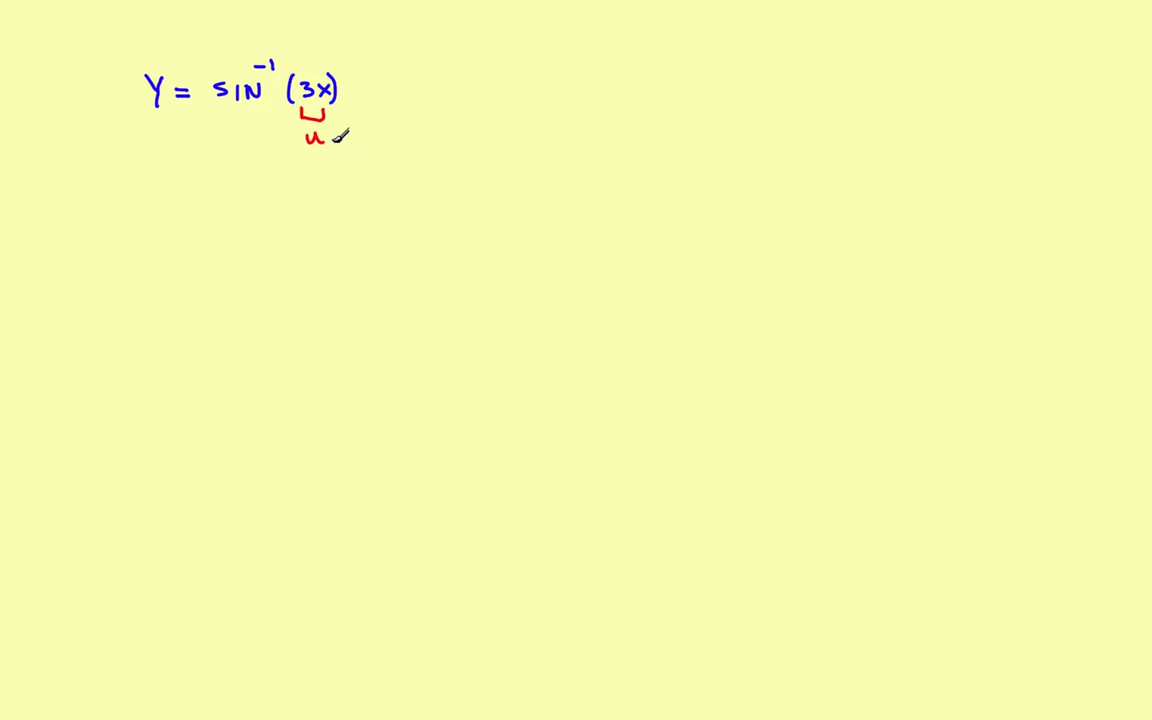 Y = sin⁻¹ (3x)
u